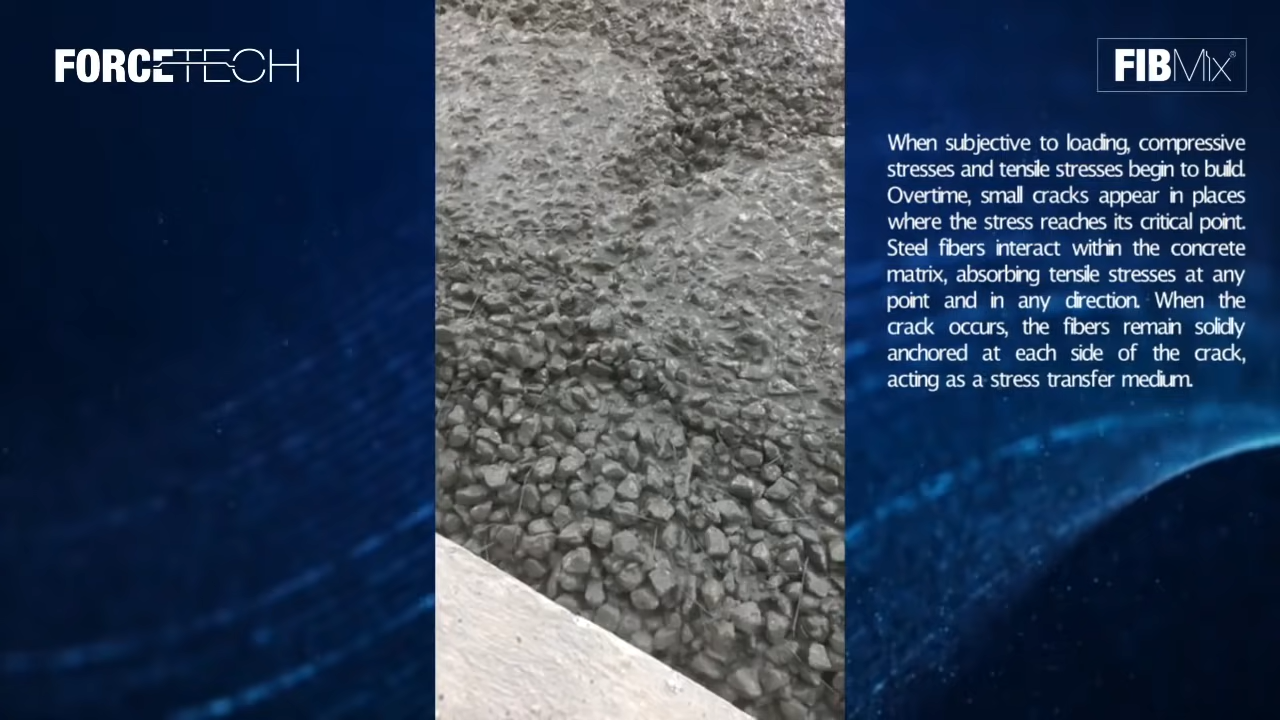 FORCETECH
FIBMix®
When subjective to loading, compressive
stresses and tensile stresses begin to build.
Overtime, small cracks appear in places
where the stress reaches its critical point.
Steel fibers interact within the concrete
matrix, absorbing tensile stresses at any
point and in any direction. When the
crack occurs, the fibers remain solidly
anchored at each side of the crack,
acting as a stress transfer medium.